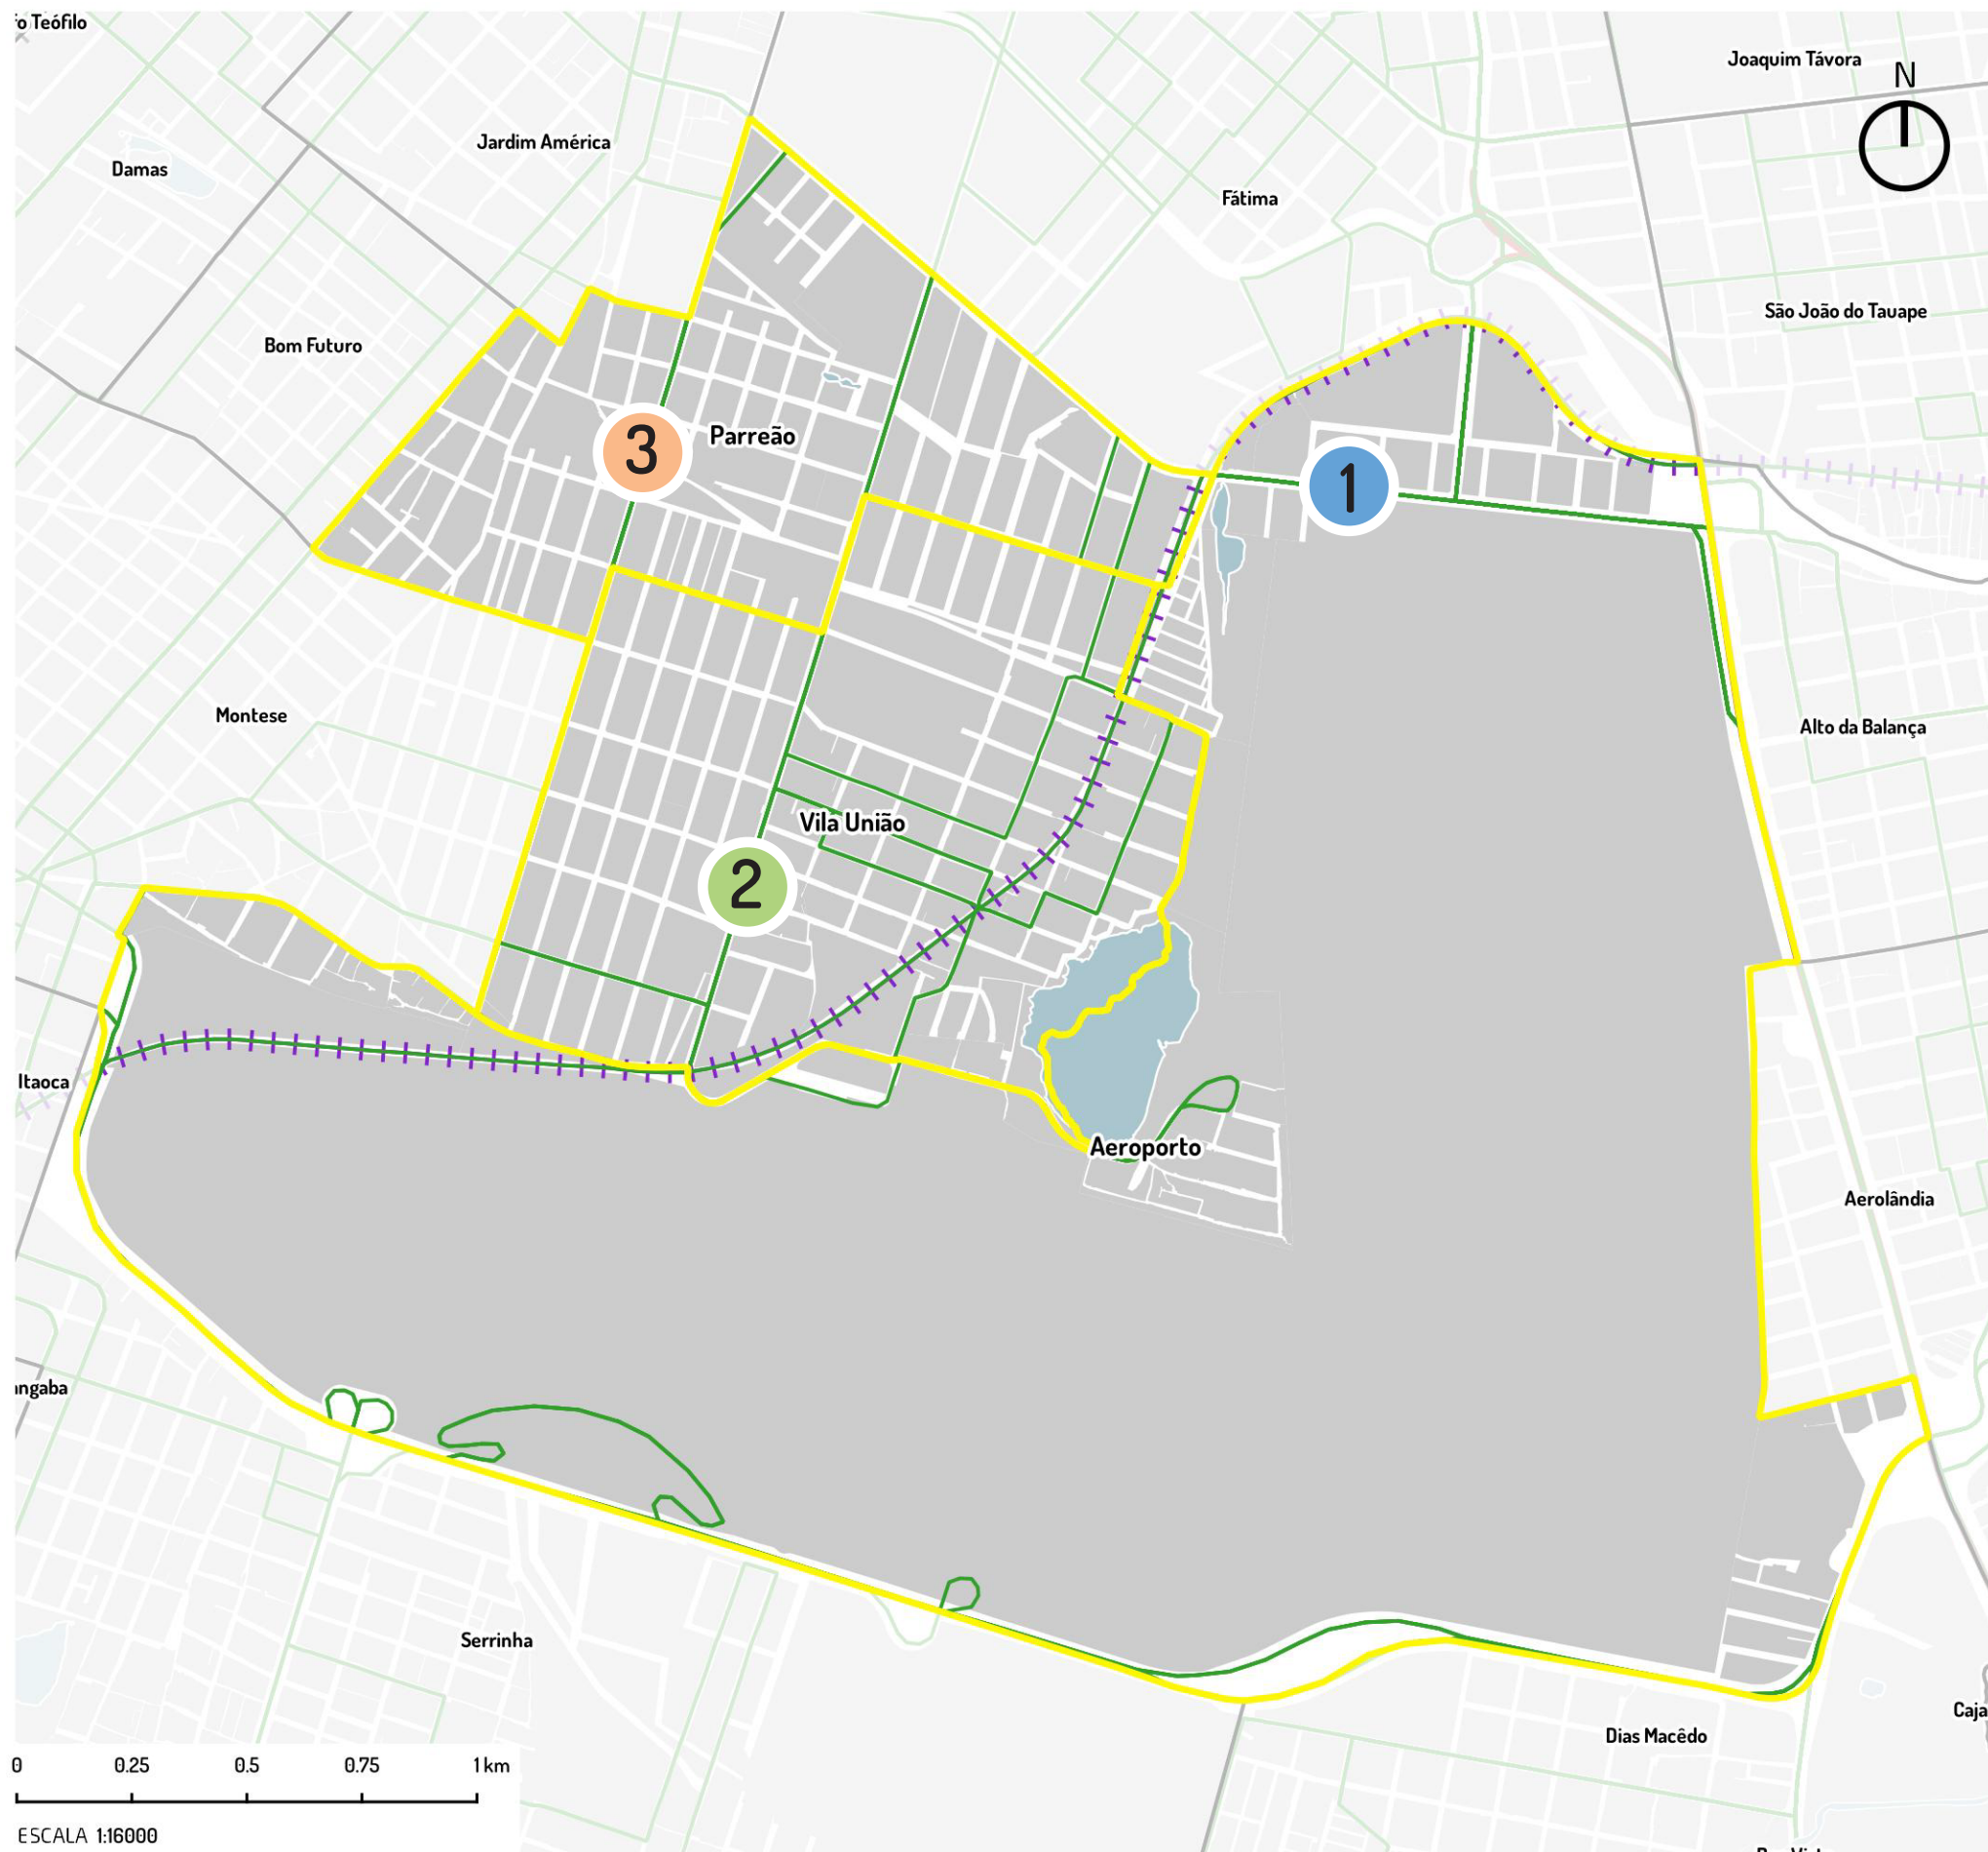 o Teófilo
Joaquim Távora
N
Jardim América
Damas
Fátima
São João do Tauape
Bom Futuro
Parreão
3
1
Montese
Alto da Balança
Vila União
2
Itaoca
Aeroporto
Aerolândia
angaba
Serrinha
Dias Macêdo
Caja
0 0.25 0.5 0.75 1 km
ESCALA 1:16000